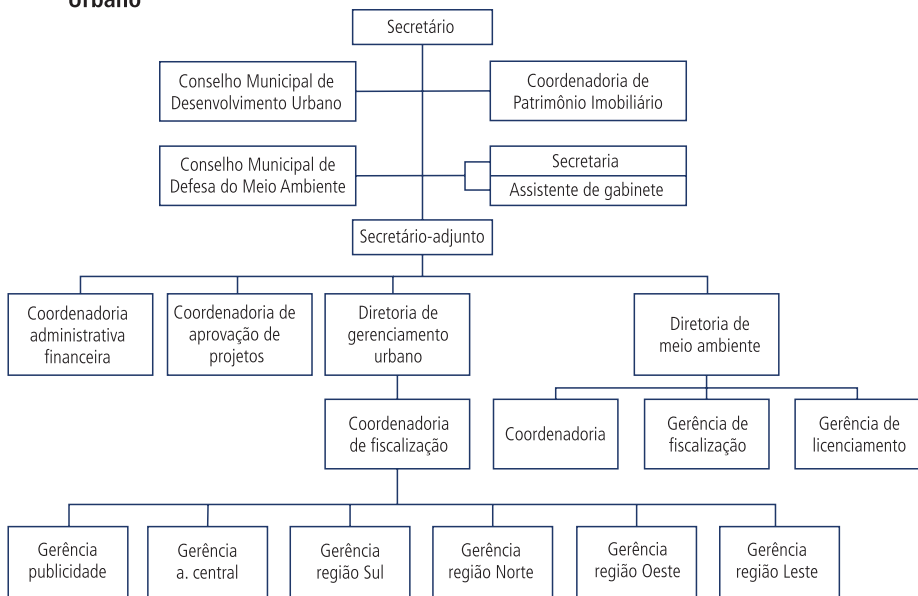 Urbano
Secretário
Conselho Municipal de
Desenvolvimento Urbano
Coordenadoria de
Patrimônio Imobiliário
Conselho Municipal de
Defesa do Meio Ambiente
Secretaria
Assistente de gabinete
Secretário-adjunto
Coordenadoria
administrativa
financeira
Coordenadoria de
aprovação de
projetos
Diretoria de
gerenciamento
urbano
Diretoria de
meio ambiente
Coordenadoria
de fiscalização
Coordenadoria
Gerência de
fiscalização
Gerência de
licenciamento
Gerência
publicidade
Gerência
a. central
Gerência
região Sul
Gerência
região Norte
Gerência
região Oeste
Gerência
região Leste